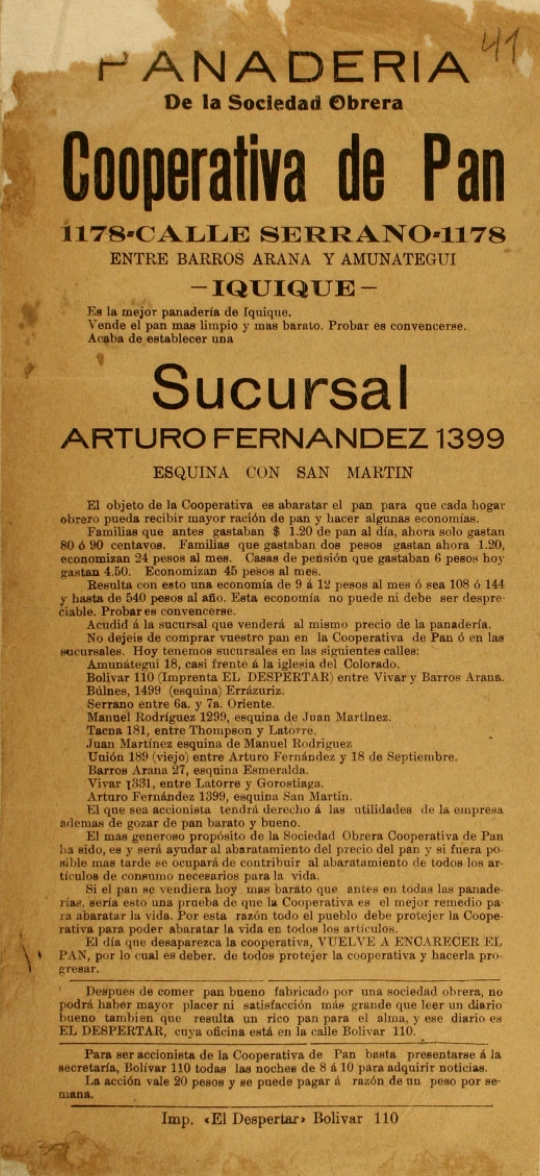 41
PANADERIA
De la Sociedad Obrera
Cooperativa de Pan
1178-CALLE SERRANO-1178
ENTRE BARROS ARANA Y AMUNATEGUI
—IQUIQUE—
Es la mejor panadería de Iquique.
Vende el pan mas limpio y mas barato. Probar es convencerse.
Acaba de establecer una
Sucursal
ARTURO FERNANDEZ 1399
ESQUINA CON SAN MARTIN
El objeto de la Cooperativa es abaratar el pan para que cada hogar
obrero pueda recibir mayor ración de pan y hacer algunas economías.
Familias que antes gastaban $ 1.20 de pan al día, ahora solo gastan
80 ó 90 centavos. Familias que gastaban dos pesos gastan ahora 1.20,
economizan 24 pesos al mes. Casas de pensión que gastaban 6 pesos hoy
gastan 4.50. Economizan 45 pesos al mes.
Resulta con esto una economía de 9 á 12 pesos al mes ó sea 108 ó 144
y hasta de 540 pesos al año. Esta economía no puede ni debe ser despre-
ciable. Probar es convencerse.
Acudid á la sucursal que venderá al mismo precio de la panadería.
No dejeis de comprar vuestro pan en la Cooperativa de Pan ó en las
sucursales. Hoy tenemos sucursales en las siguientes calles:
Amunátegui 18, casi frente á la iglesia del Colorado.
Bolivar 110 (Imprenta EL DESPERTAR) entre Vivar y Barros Arana.
Búlnes, 1499 (esquina) Errázuriz.
Serrano entre 6a. y 7a. Oriente.
Manuel Rodríguez 1299, esquina de Juan Martínez.
Tacna 181, entre Thompson y Latorre.
Juan Martínez esquina de Manuel Rodriguez
Unión 189 (viejo) entre Arturo Fernández y 18 de Septiembre.
Barros Arana 27, esquina Esmeralda.
Vivar 1331, entre Latorre y Gorostiaga.
Arturo Fernández 1399, esquina San Martín.
El que sea accionista tendrá derecho á las utilidades de la empresa
ademas de gozar de pan barato y bueno.
El mas generoso propósito de la Sociedad Obrera Cooperativa de Pan
ha sido, es y será ayudar al abaratamiento del precio del pan y si fuera po-
sible mas tarde se ocupará de contribuir al abaratamiento de todos los ar-
tículos de consumo necesarios para la vida.
Si el pan se vendiera hoy mas barato que antes en todas las panade-
rías, sería esto una prueba de que la Cooperativa es el mejor remedio pa-
ra abaratar la vida. Por esta razón todo el pueblo debe protejer la Coope-
rativa para poder abaratar la vida en todos los artículos.
El día que desaparezca la cooperativa, VUELVE A ENCARECER EL
PAN, por lo cual es deber. de todos protejer la cooperativa y hacerla pro-
gresar.
Despues de comer pan bueno fabricado por una sociedad obrera, no
podrá haber mayor placer ni satisfacción más grande que leer un diario
bueno tambien que resulta un rico pan para el alma, y ese diario es
EL DESPERTAR, cuya oficina está en la calle Bolivar 110.
Para ser accionista de la Cooperativa de Pan basta presentarse á la
secretaría, Bolívar 110 todas las noches de 8 á 10 para adquirir noticias.
La acción vale 20 pesos y se puede pagar á razón de un peso por se-
mana.
Imp. «El Despertar» Bolivar 110